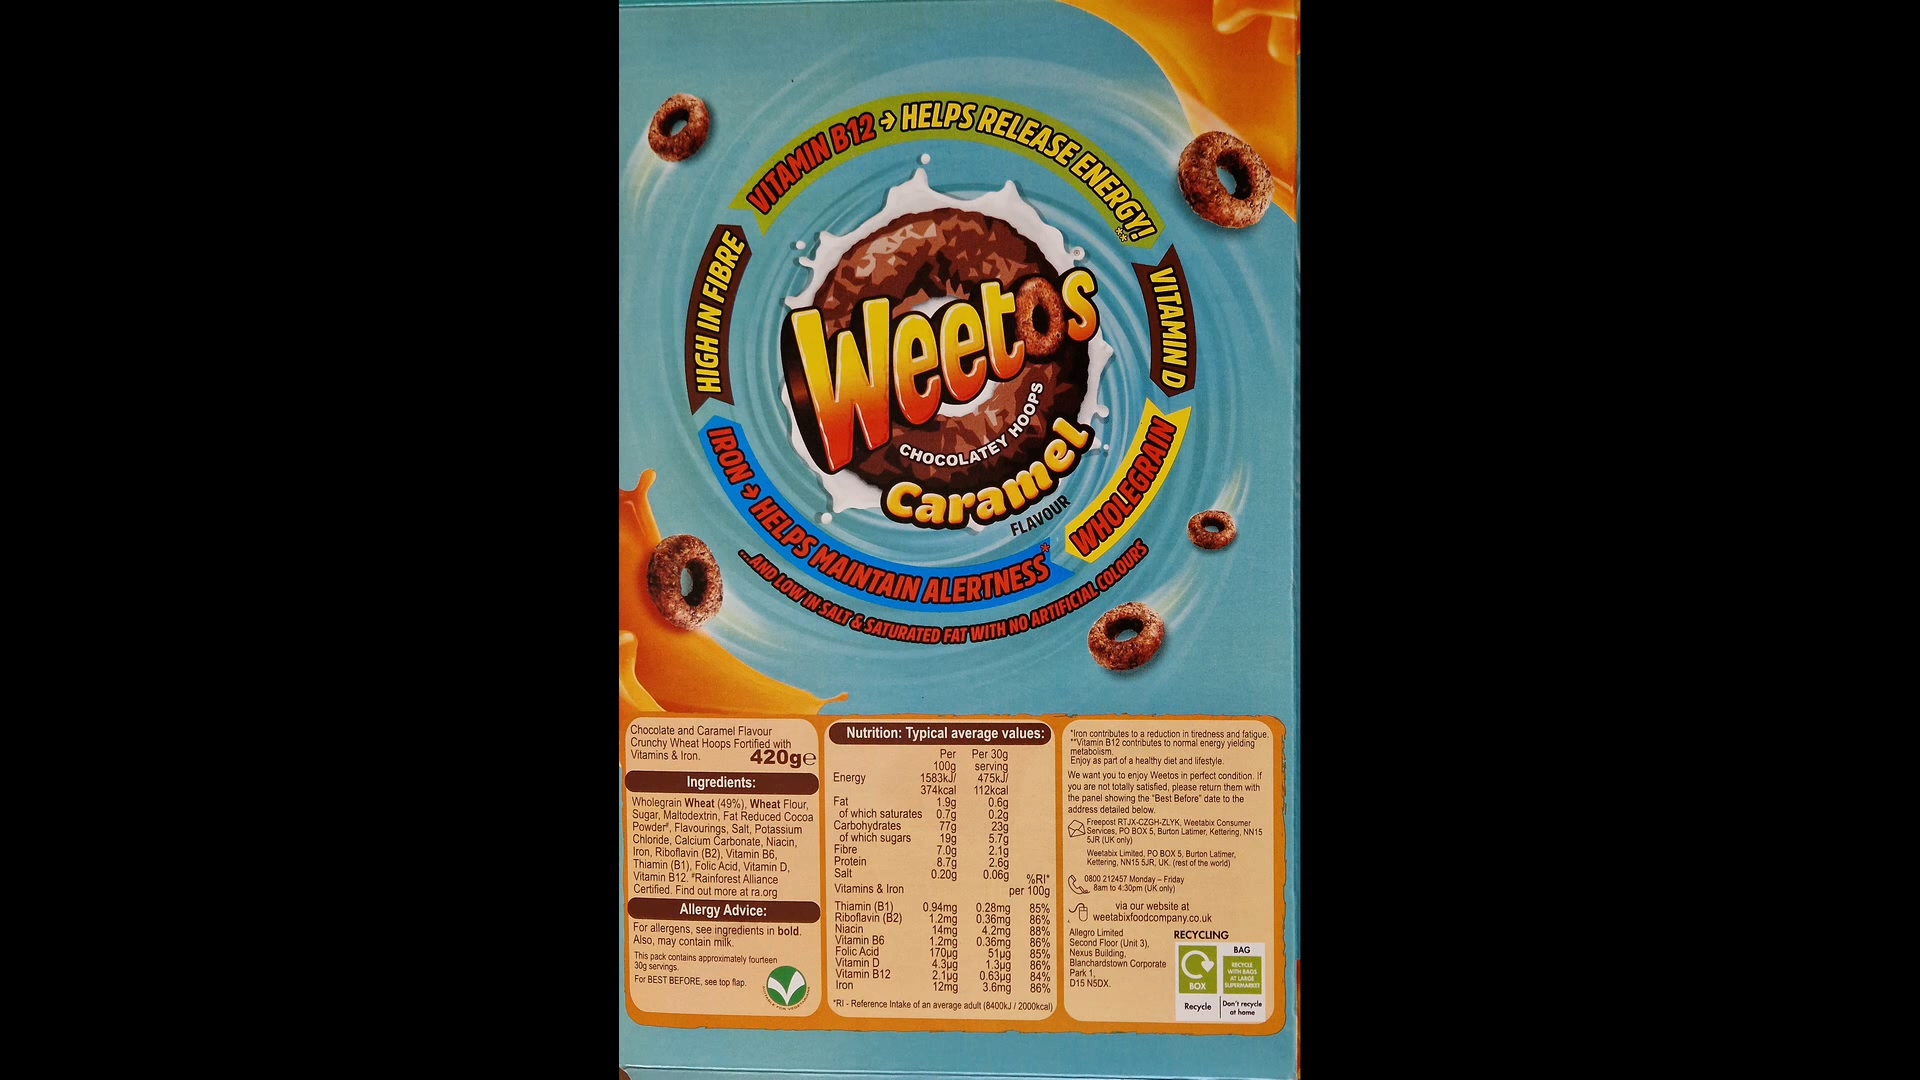 VITAMIN B12 → HELPS RELEASE ENERGY!**
HIGH IN FIBRE
VITAMIN D
Weetos®
CHOCOLATEY HOOPS
Caramel
FLAVOUR
WHOLEGRAIN
IRON → HELPS MAINTAIN ALERTNESS*
...AND LOW IN SALT & SATURATED FAT WITH NO ARTIFICIAL COLOURS
Chocolate and Caramel Flavour
Crunchy Wheat Hoops Fortified with
Vitamins & Iron.
420g℮
Ingredients:
Wholegrain Wheat (49%), Wheat Flour,
Sugar, Maltodextrin, Fat Reduced Cocoa
Powder#, Flavourings, Salt, Potassium
Chloride, Calcium Carbonate, Niacin,
Iron, Riboflavin (B2), Vitamin B6,
Thiamin (B1), Folic Acid, Vitamin D,
Vitamin B12. #Rainforest Alliance
Certified. Find out more at ra.org
Allergy Advice:
For allergens, see ingredients in bold.
Also, may contain milk.
This pack contains approximately fourteen
30g servings.
For BEST BEFORE, see top flap.
SUITABLE FOR VEGETARIANS
Nutrition: Typical average values:
Per Per 30g
100g serving
Energy 1583kJ/ 475kJ/
374kcal 112kcal
Fat 1.9g 0.6g
of which saturates 0.7g 0.2g
Carbohydrates 77g 23g
of which sugars 19g 5.7g
Fibre 7.0g 2.1g
Protein 8.7g 2.6g
Salt 0.20g 0.06g
%RI*
Vitamins & Iron per 100g
Thiamin (B1) 0.94mg 0.28mg 85%
Riboflavin (B2) 1.2mg 0.36mg 86%
Niacin 14mg 4.2mg 88%
Vitamin B6 1.2mg 0.36mg 86%
Folic Acid 170µg 51µg 85%
Vitamin D 4.3µg 1.3µg 86%
Vitamin B12 2.1µg 0.63µg 84%
Iron 12mg 3.6mg 86%
*RI - Reference Intake of an average adult (8400kJ / 2000kcal)
*Iron contributes to a reduction in tiredness and fatigue.
**Vitamin B12 contributes to normal energy yielding
metabolism.
Enjoy as part of a healthy diet and lifestyle.
We want you to enjoy Weetos in perfect condition. If
you are not totally satisfied, please return them with
the panel showing the "Best Before" date to the
address detailed below.
Freepost RTJX-CZGH-ZLYK, Weetabix Consumer
Services, PO BOX 5, Burton Latimer, Kettering, NN15
5JR (UK only)
Weetabix Limited, PO BOX 5, Burton Latimer,
Kettering, NN15 5JR, UK. (rest of the world)
0800 212457 Monday – Friday
8am to 4:30pm (UK only)
via our website at
weetabixfoodcompany.co.uk
Allegro Limited
Second Floor (Unit 3),
Nexus Building,
Blanchardstown Corporate
Park 1,
D15 N5DX.
RECYCLING
BOX
Recycle
BAG
RECYCLE
WITH BAGS
AT LARGE
SUPERMARKET
Don't recycle
at home